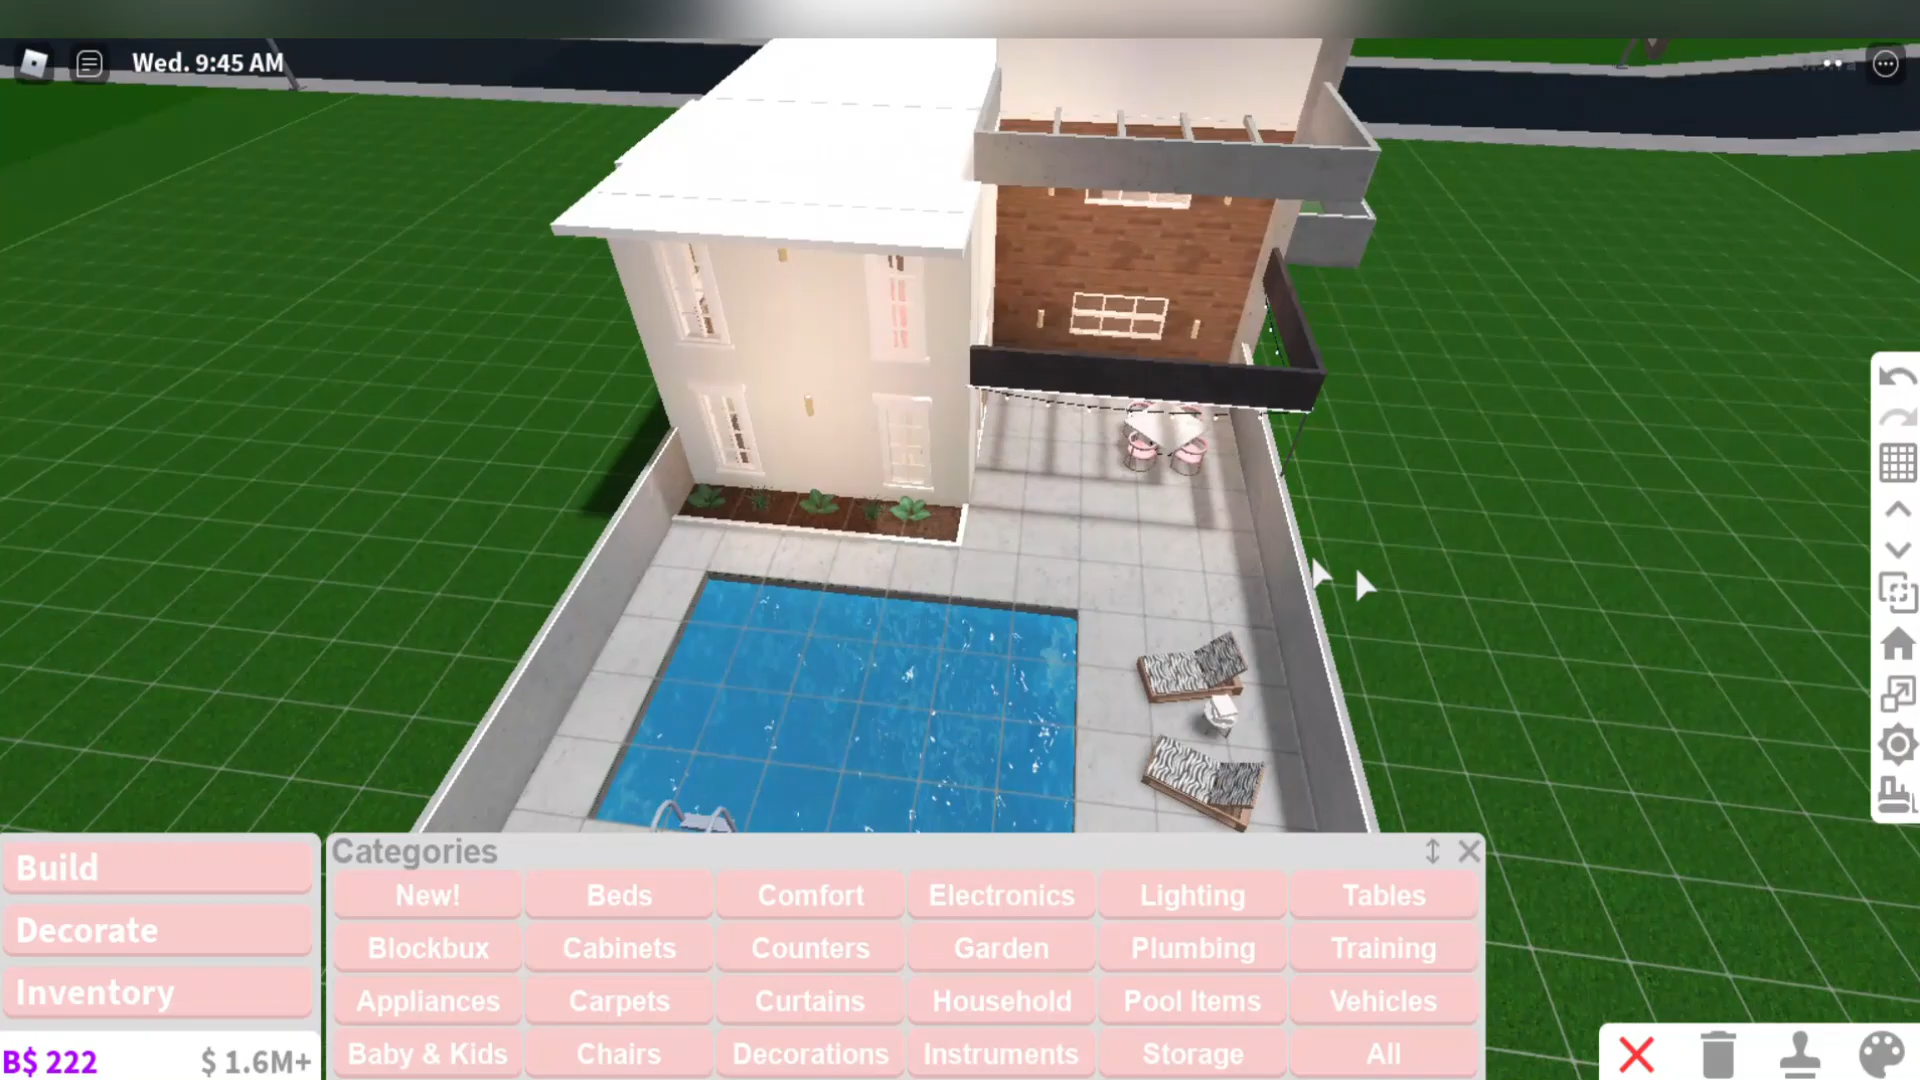 Wed. 9:45 AM
Build
Decorate
Inventory
B$ 222
$ 1.6M+
Categories
New!
Beds
Comfort
Electronics
Lighting
Tables
Blockbux
Cabinets
Counters
Garden
Plumbing
Training
Appliances
Carpets
Curtains
Household
Pool Items
Vehicles
Baby & Kids
Chairs
Decorations
Instruments
Storage
All